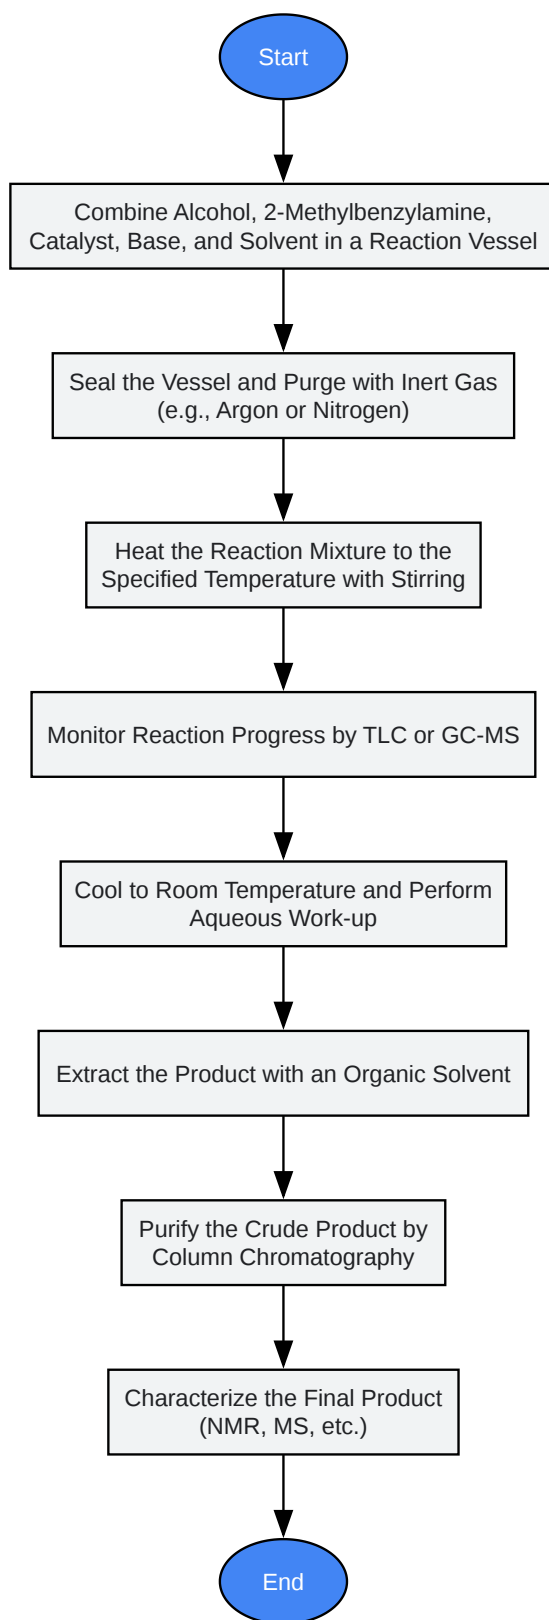 Start
Combine Alcohol, 2-Methylbenzylamine,
Catalyst, Base, and Solvent in a Reaction Vessel
Seal the Vessel and Purge with Inert Gas
(e.g., Argon or Nitrogen)
Heat the Reaction Mixture to the
Specified Temperature with Stirring
Monitor Reaction Progress by TLC or GC-MS
Cool to Room Temperature and Perform
Aqueous Work-up
Extract the Product with an Organic Solvent
Purify the Crude Product by
Column Chromatography
Characterize the Final Product
(NMR, MS, etc.)
End